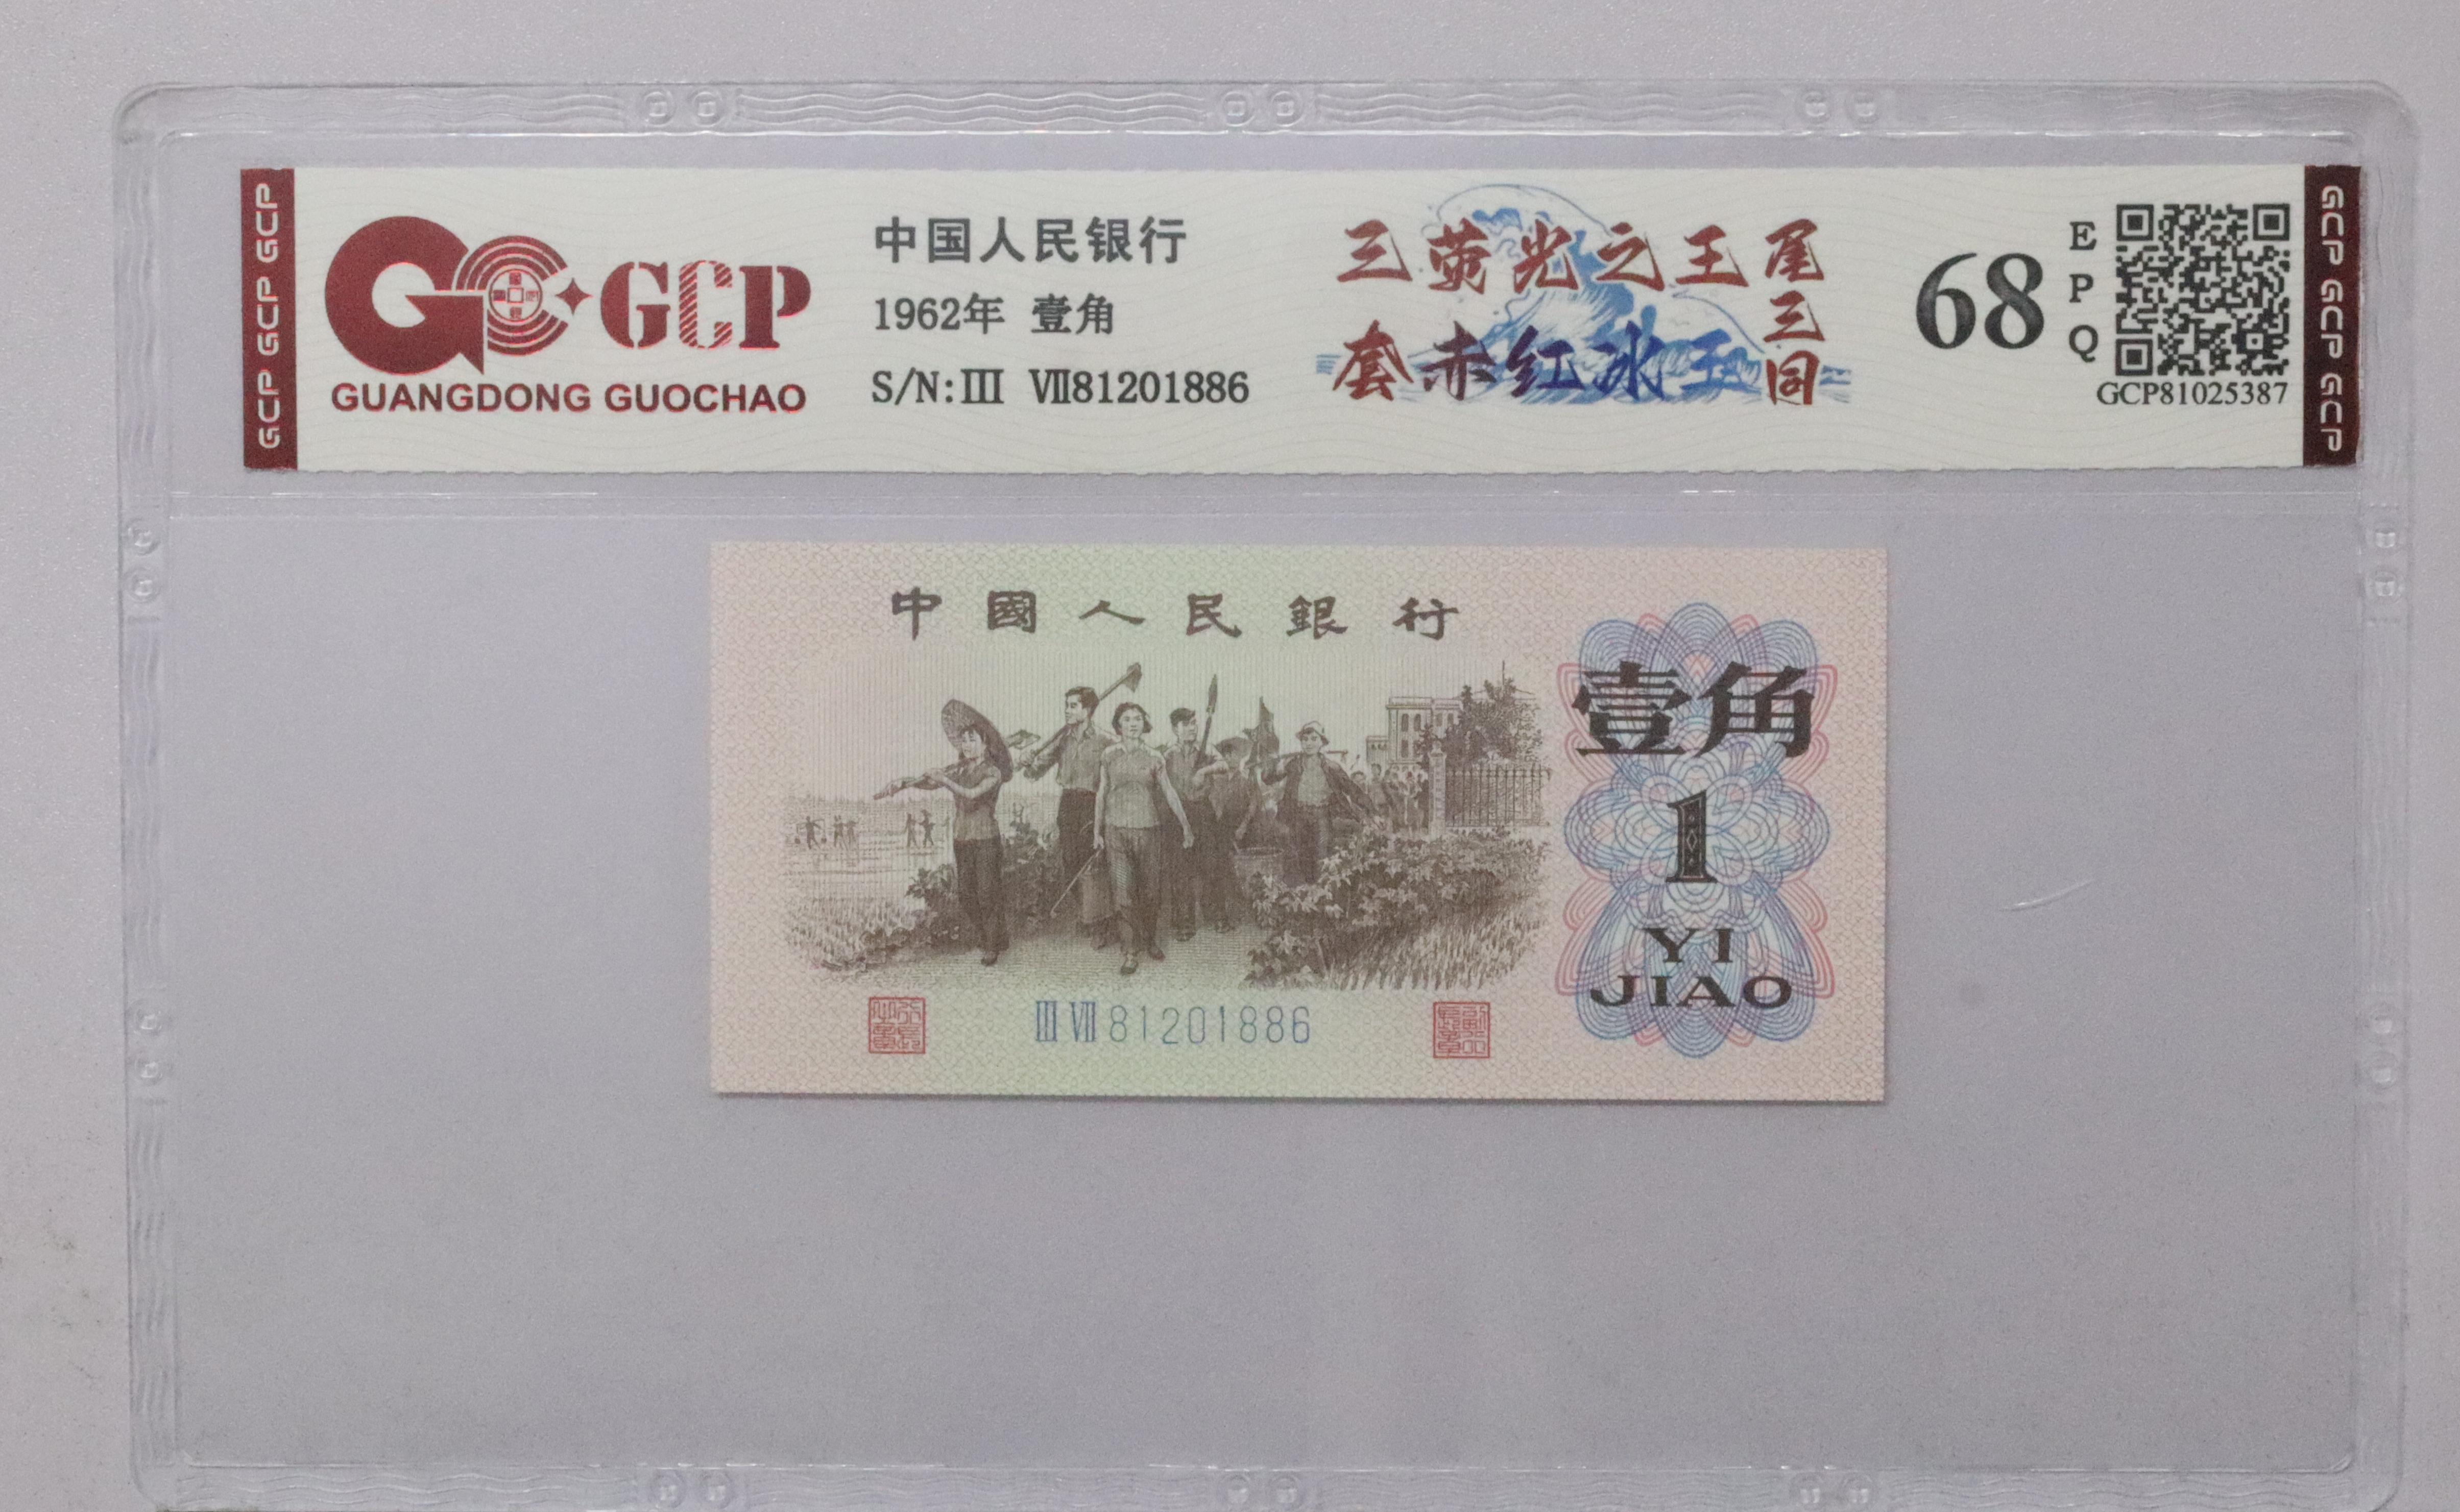 GCP GCP GCP
GCP
GUANGDONG GUOCHAO
中国人民银行
1962年 壹角
S/N:III VII81201886
三荧光之王
套赤红冰玉
尾三同
68
EPQ
GCP81025387
GCP GCP GCP
中國人民銀行
壹角
1
YI
JIAO
III VII 81201886